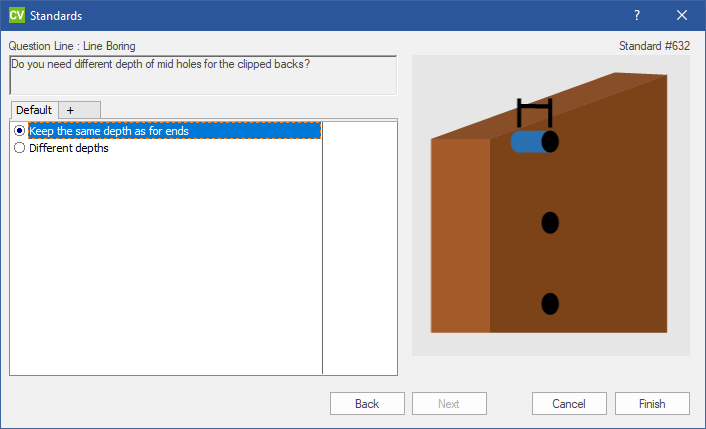 CV Standards
? 
Question Line : Line Boring
Standard #632
Do you need different depth of mid holes for the clipped backs?
Default +
Keep the same depth as for ends
Different depths
Back Next Cancel Finish